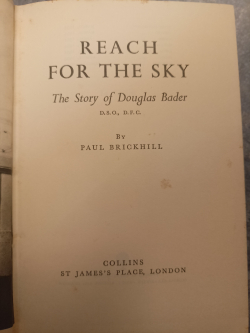 REACH
FOR THE SKY
The Story of Douglas Bader
D.S.O., D.F.C.
By
PAUL BRICKHILL
COLLINS
ST JAMES'S PLACE, LONDON